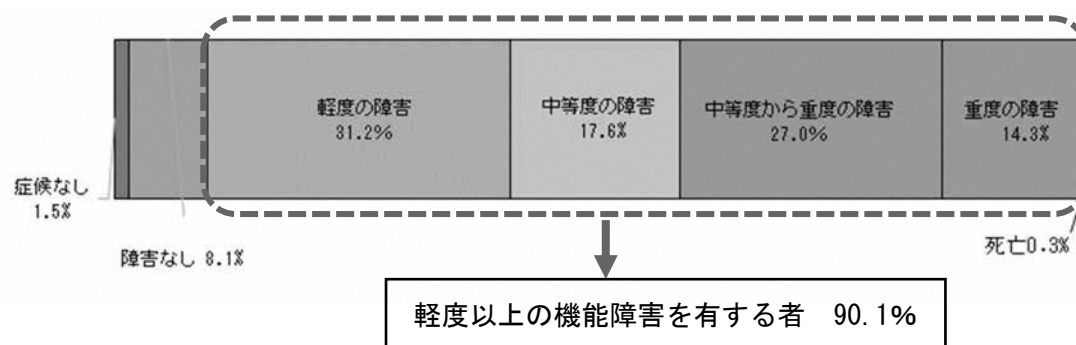 軽度の障害
31.2%
中等度の障害
17.6%
中等度から重度の障害
27.0%
重度の障害
14.3%
症候なし
1.5%
障害なし 8.1%
死亡0.3%
軽度以上の機能障害を有する者 90.1%